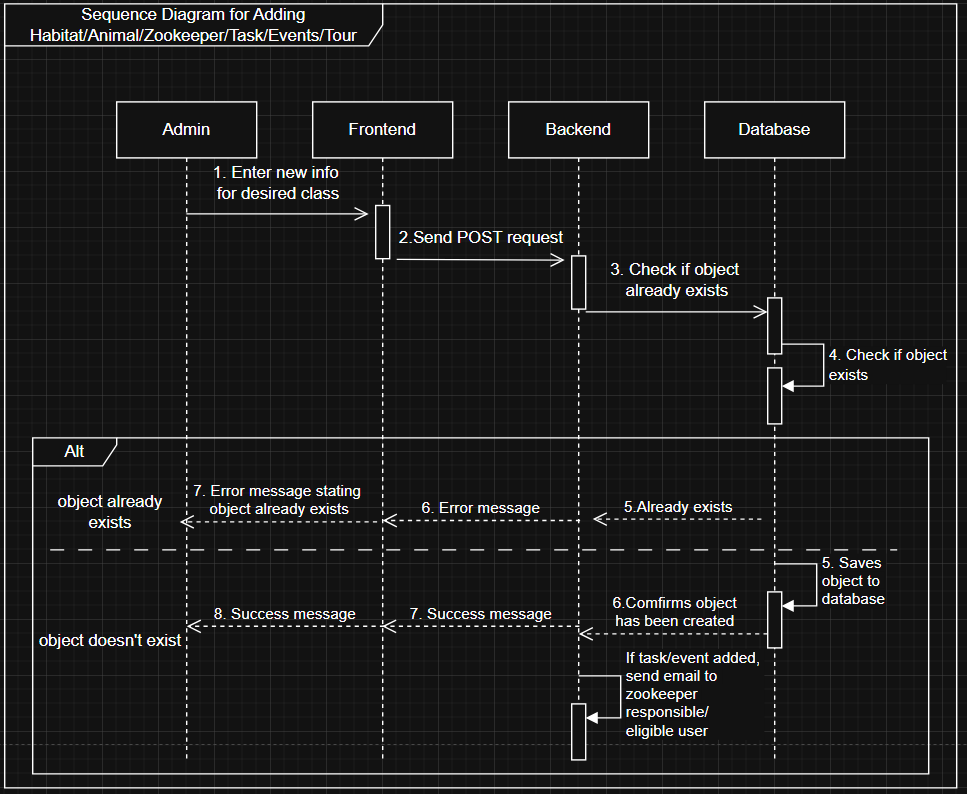 Sequence Diagram for Adding
Habitat/Animal/Zookeeper/Task/Events/Tour
Admin
Frontend
Backend
Database
1. Enter new info
for desired class
2.Send POST request
3. Check if object
already exists
4. Check if object
exists
Alt
object already
exists
7. Error message stating
object already exists
6. Error message
5.Already exists
5. Saves
object to
database
6.Comfirms object
has been created
7. Success message
8. Success message
object doesn't exist
If task/event added,
send email to
zookeeper
responsible/
eligible user